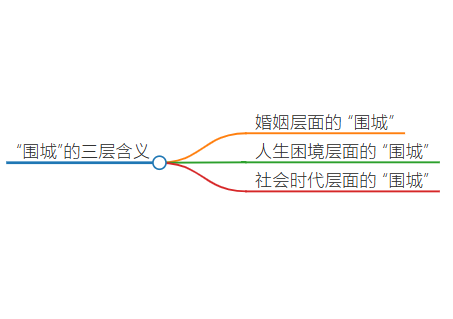 “围城”的三层含义
婚姻层面的 “围城”
人生困境层面的 “围城”
社会时代层面的 “围城”